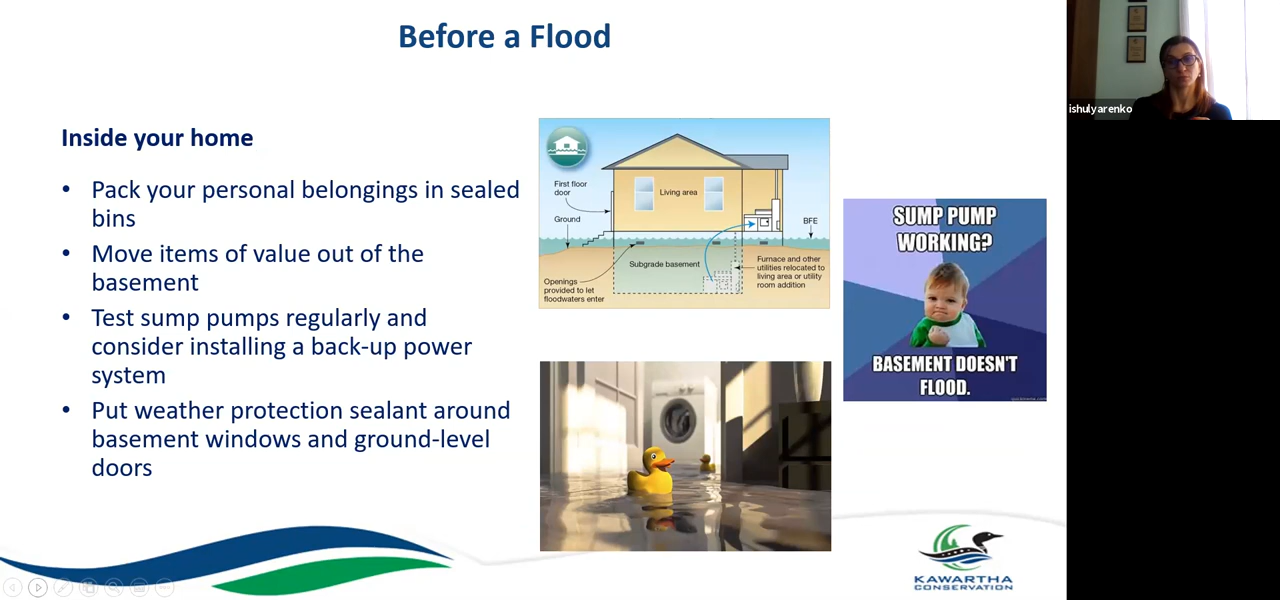 Before a Flood
ishulyarenko
Inside your home
• Pack your personal belongings in sealed
bins
• Move items of value out of the
basement
• Test sump pumps regularly and
consider installing a back-up power
system
• Put weather protection sealant around
basement windows and ground-level
doors
First floor
door
Living area
Ground
BFE
Subgrade basement
Furnace and other
utilities relocated to
living area or utility
room addition
Openings
provided to let
floodwaters enter
SUMP PUMP
WORKING?
BASEMENT DOESN'T
FLOOD.
KAWARTHA
CONSERVATION